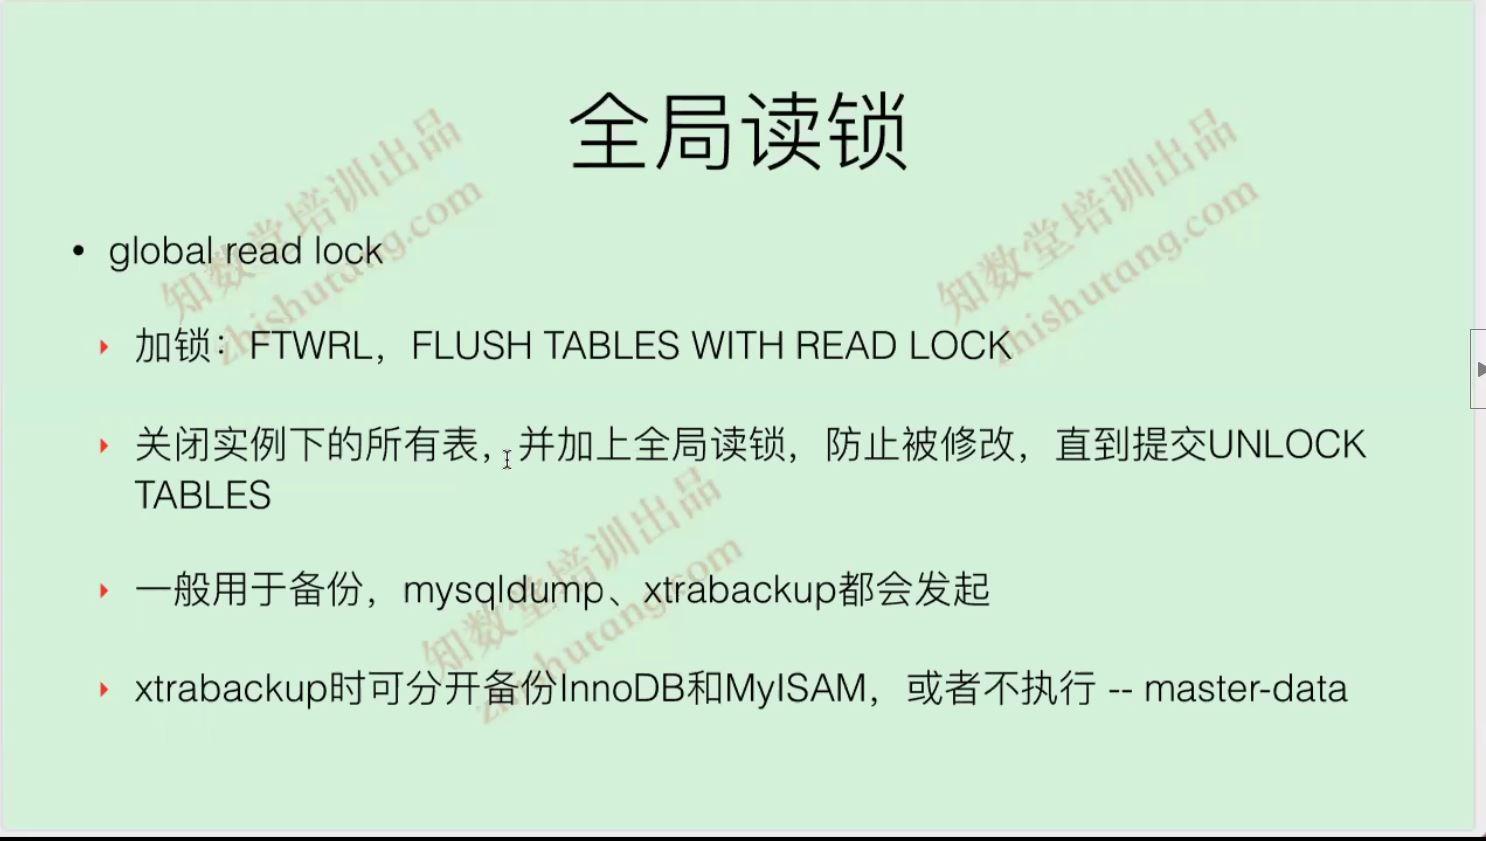 全局读锁
• global read lock
加锁：FTWRL，FLUSH TABLES WITH READ LOCK
关闭实例下的所有表，并加上全局读锁，防止被修改，直到提交UNLOCK
TABLES
一般用于备份，mysqldump、xtrabackup都会发起
xtrabackup时可分开备份InnoDB和MyISAM，或者不执行 -- master-data
知数堂培训出品
zhishutang.com
知数堂培训出品
zhishutang.com
知数堂培训出品
zhishutang.com